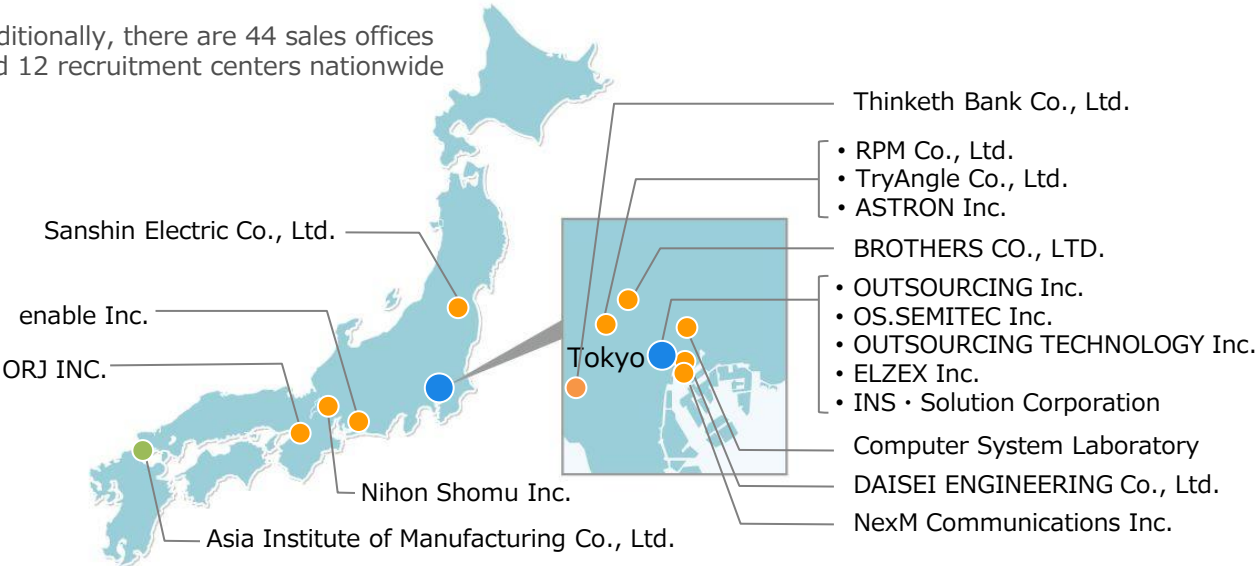 ditionally, there are 44 sales offices
d 12 recruitment centers nationwide
Thinketh Bank Co., Ltd.
• RPM Co., Ltd.
• TryAngle Co., Ltd.
• ASTRON Inc.
Sanshin Electric Co., Ltd.
BROTHERS CO., LTD.
• OUTSOURCING Inc.
• OS.SEMITEC Inc.
• OUTSOURCING TECHNOLOGY Inc.
• ELZEX Inc.
• INS・Solution Corporation
enable Inc.
ORJ INC.
Tokyo
Computer System Laboratory
DAISEI ENGINEERING Co., Ltd.
NexM Communications Inc.
Nihon Shomu Inc.
Asia Institute of Manufacturing Co., Ltd.